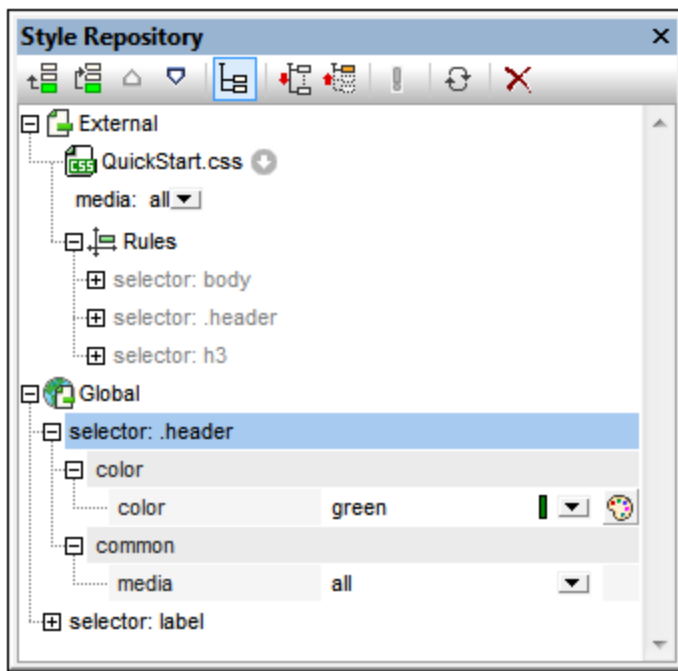 Style Repository
External
css QuickStart.css
media: all
Rules
selector: body
selector: .header
selector: h3
Global
selector: .header
color
color green
common
media all
selector: label